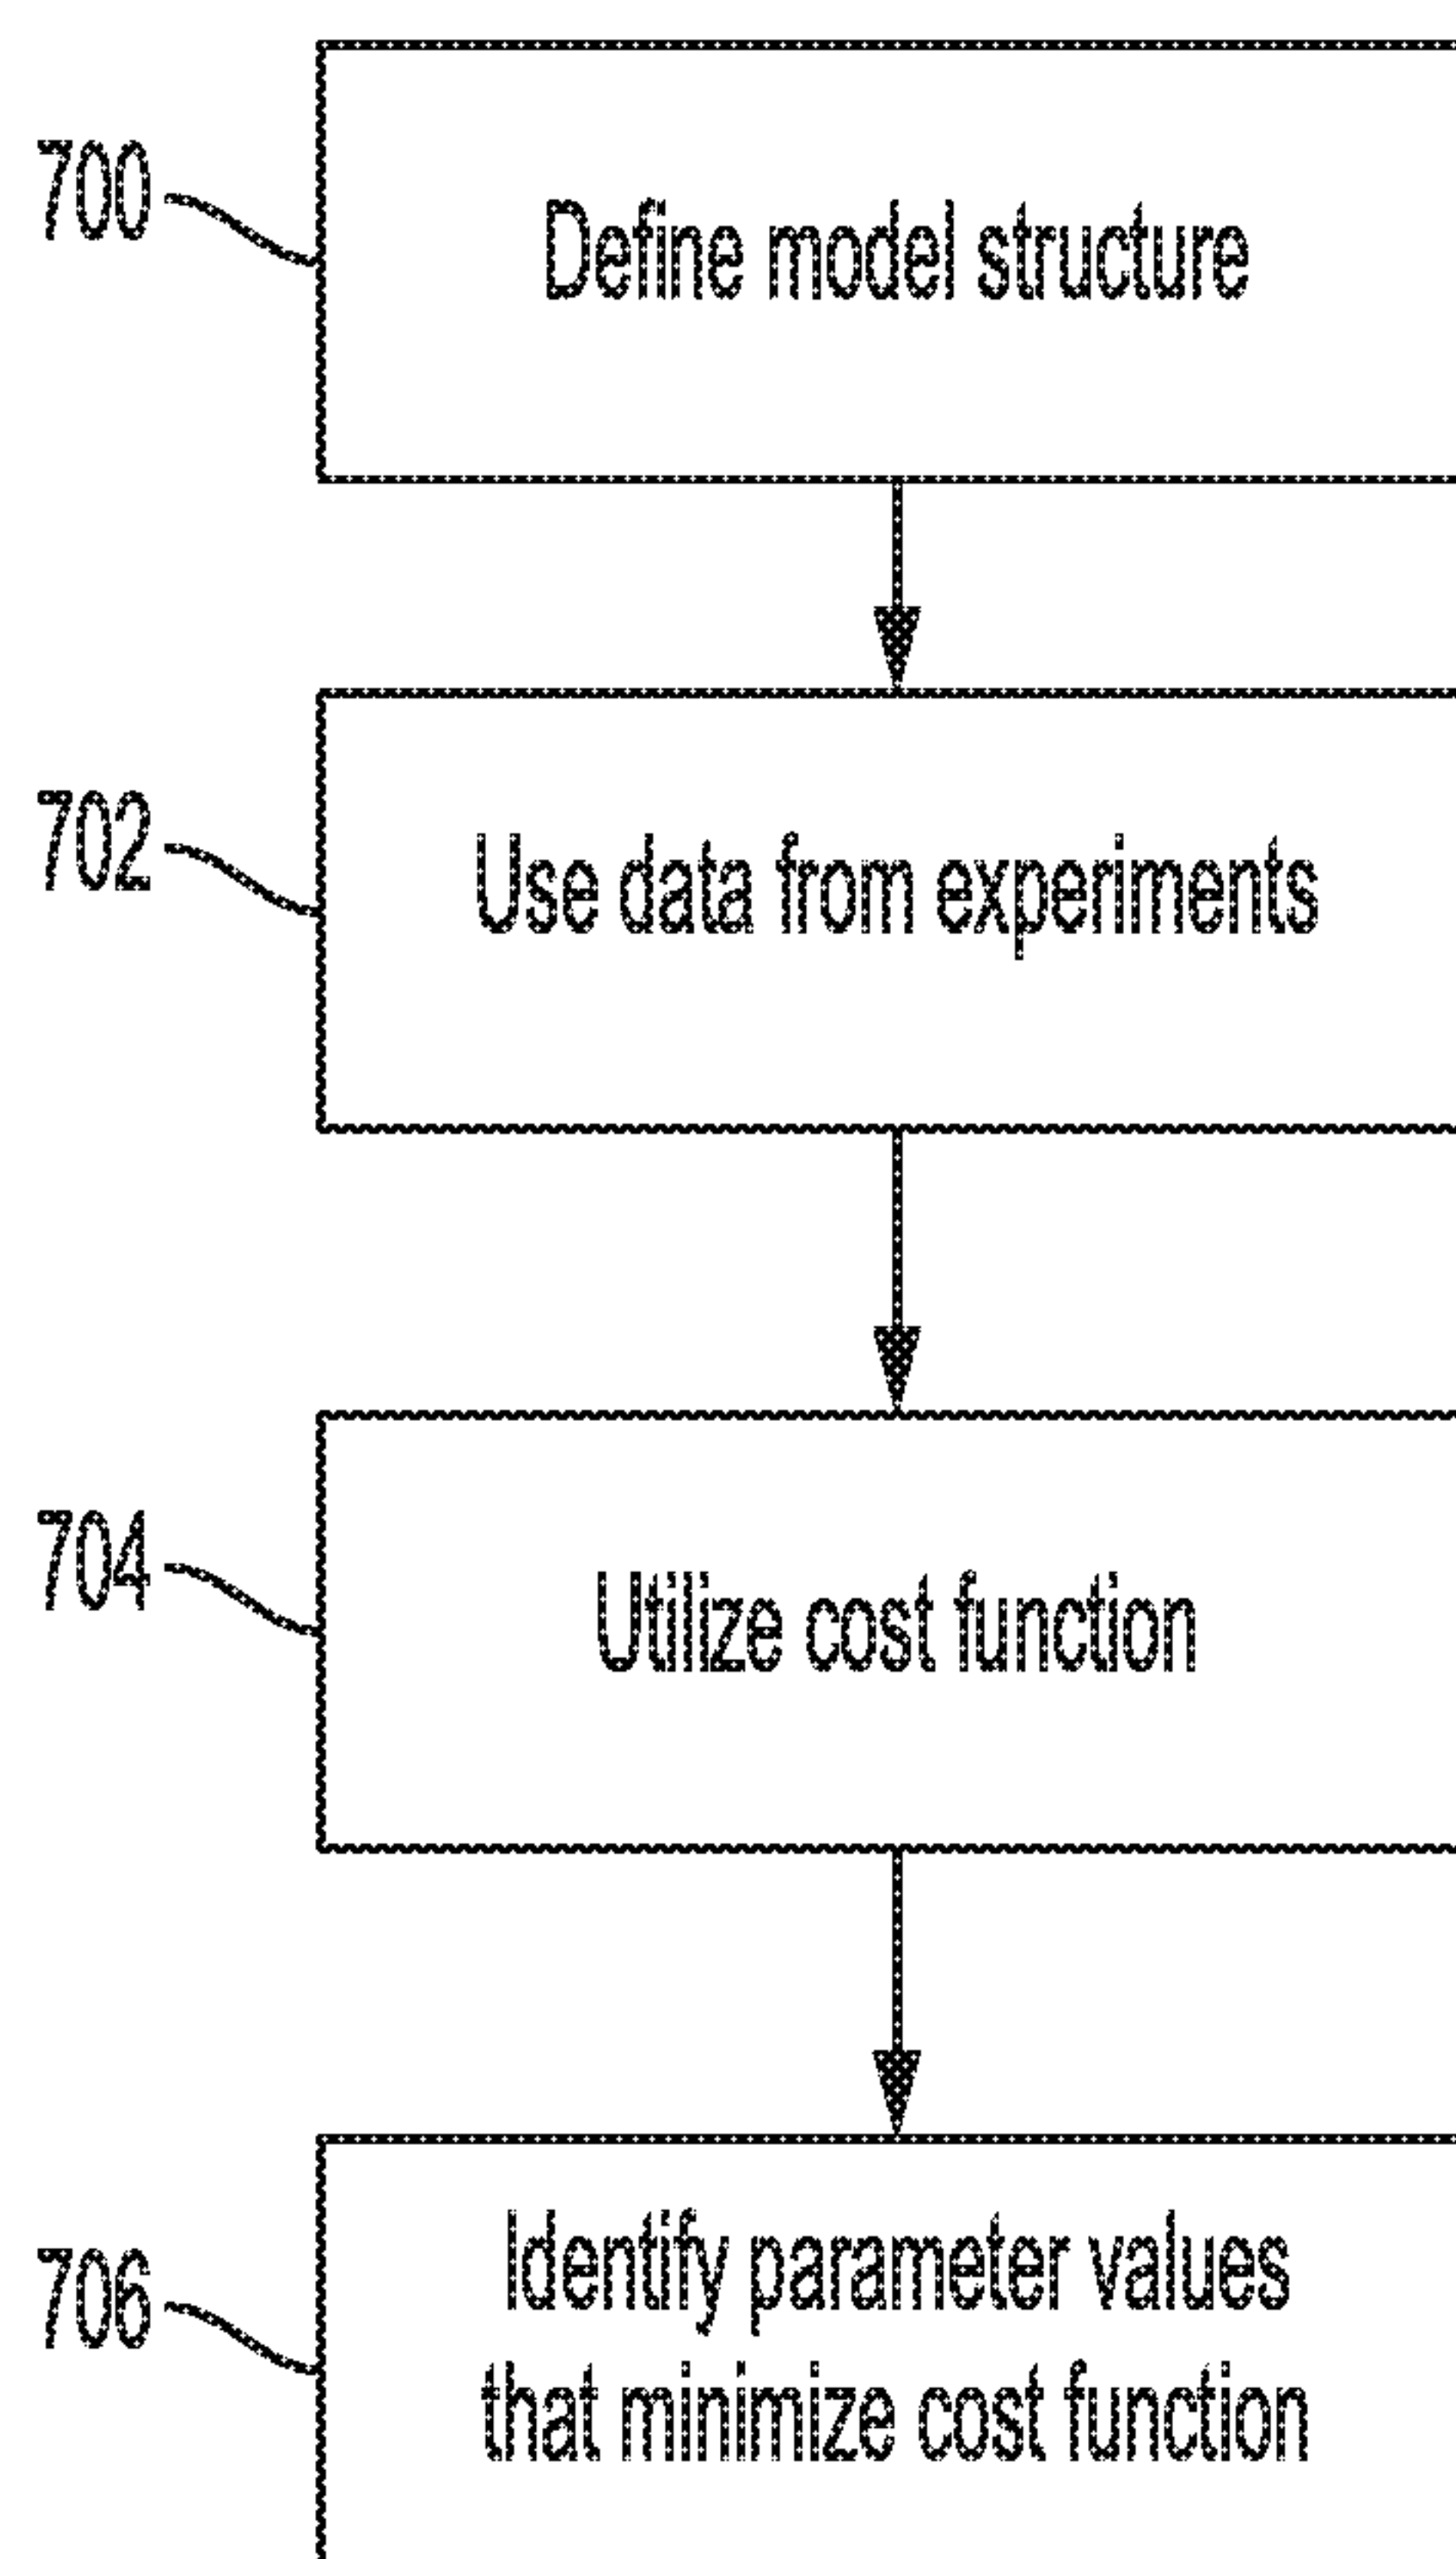 700
Define model structure
702
Use data from experiments
704
Utilize cost function
706
Identify parameter values
that minimize cost function